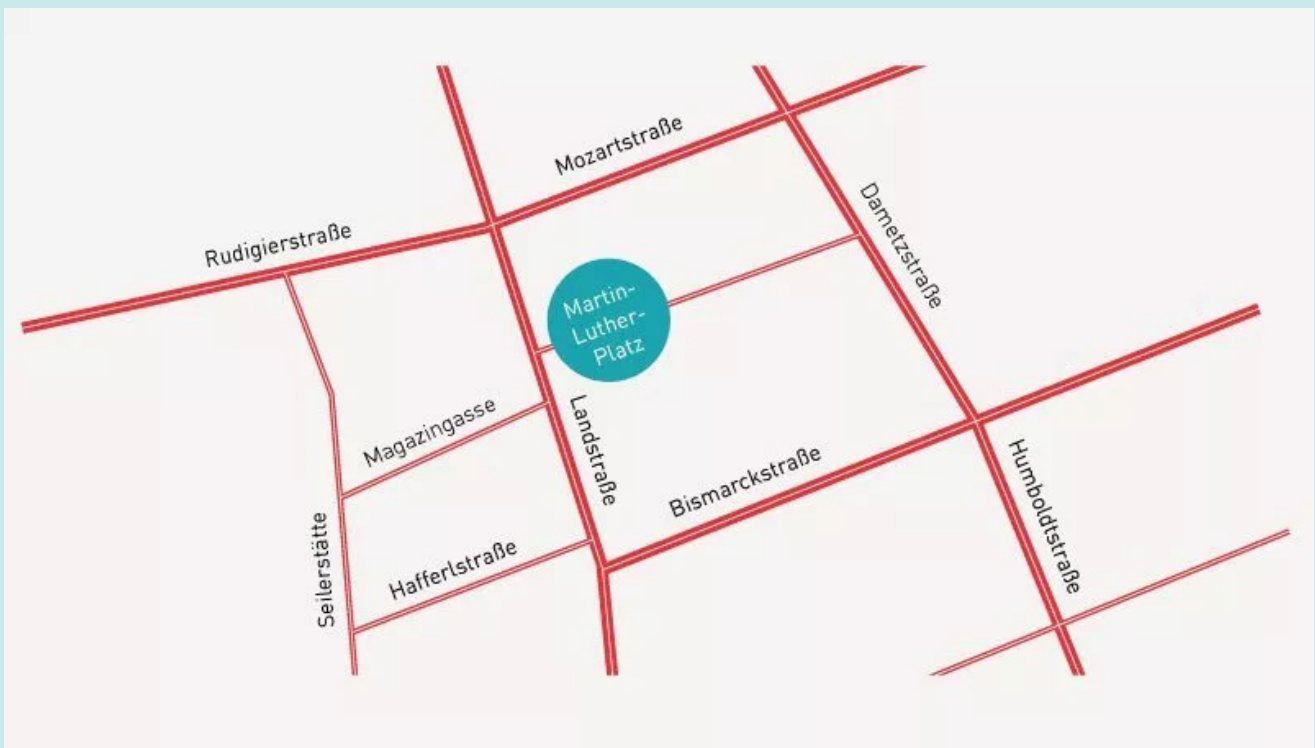 Mozartstraße
Rudigierstraße
Dametzstraße
Martin-
Luther-
Platz
Magazingasse
Landstraße
Bismarckstraße
Humboldtstraße
Seilerstätte
Hafferlstraße